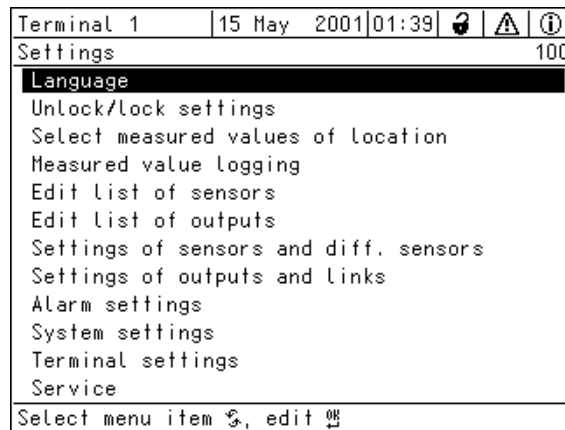 Terminal 1 15 May 2001 01:39
Settings 100
Language
Unlock/lock settings
Select measured values of location
Measured value logging
Edit list of sensors
Edit list of outputs
Settings of sensors and diff. sensors
Settings of outputs and links
Alarm settings
System settings
Terminal settings
Service
Select menu item , edit OK